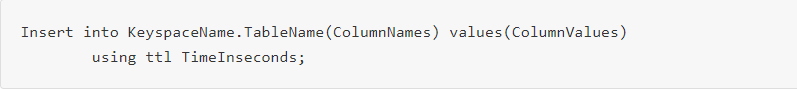 Insert into KeyspaceName.TableName(ColumnNames) values(ColumnValues)
using ttl TimeInseconds;